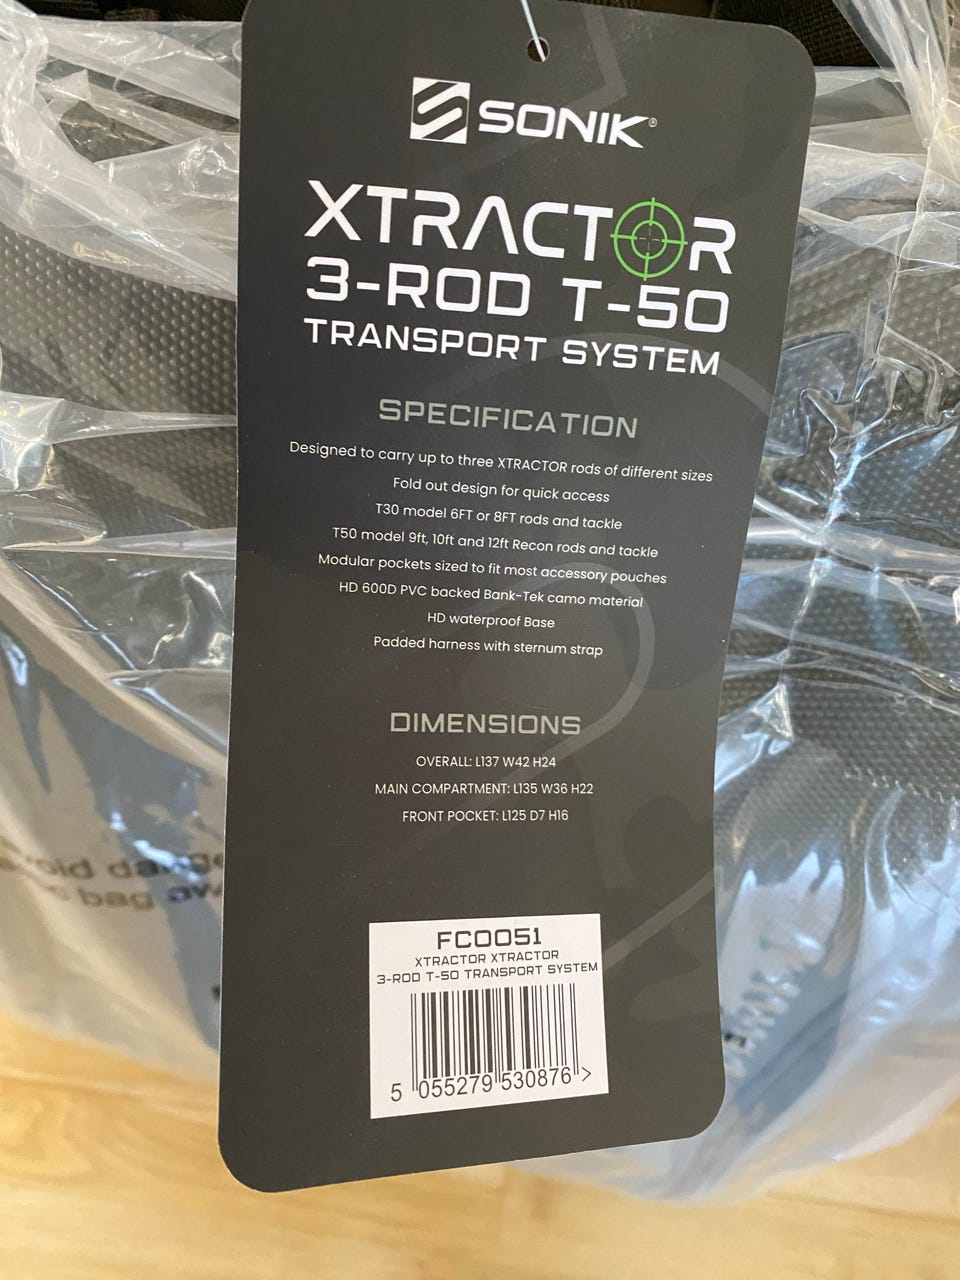 SONIK®
XTRACTOR
3-ROD T-50
TRANSPORT SYSTEM
SPECIFICATION
Designed to carry up to three XTRACTOR rods of different sizes
Fold out design for quick access
T30 model 6FT or 8FT rods and tackle
T50 model 9ft, 10ft and 12ft Recon rods and tackle
Modular pockets sized to fit most accessory pouches
HD 600D PVC backed Bank-Tek camo material
HD waterproof Base
Padded harness with sternum strap
DIMENSIONS
OVERALL: L137 W42 H24
MAIN COMPARTMENT: L135 W36 H22
FRONT POCKET: L125 D7 H16
FC0051
XTRACTOR XTRACTOR
3-ROD T-50 TRANSPORT SYSTEM
5 055279 530876 >
bag